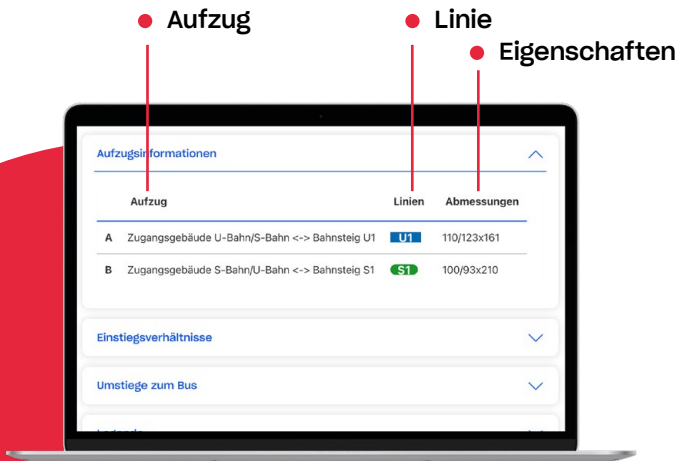 Aufzug
Linie
Eigenschaften
Aufzugsinformationen
Aufzug Linien Abmessungen
A Zugangsgebäude U-Bahn/S-Bahn <-> Bahnsteig U1 U1 110/123x161
B Zugangsgebäude S-Bahn/U-Bahn <-> Bahnsteig S1 S1 100/93x210
Einstiegsverhältnisse
Umstiege zum Bus